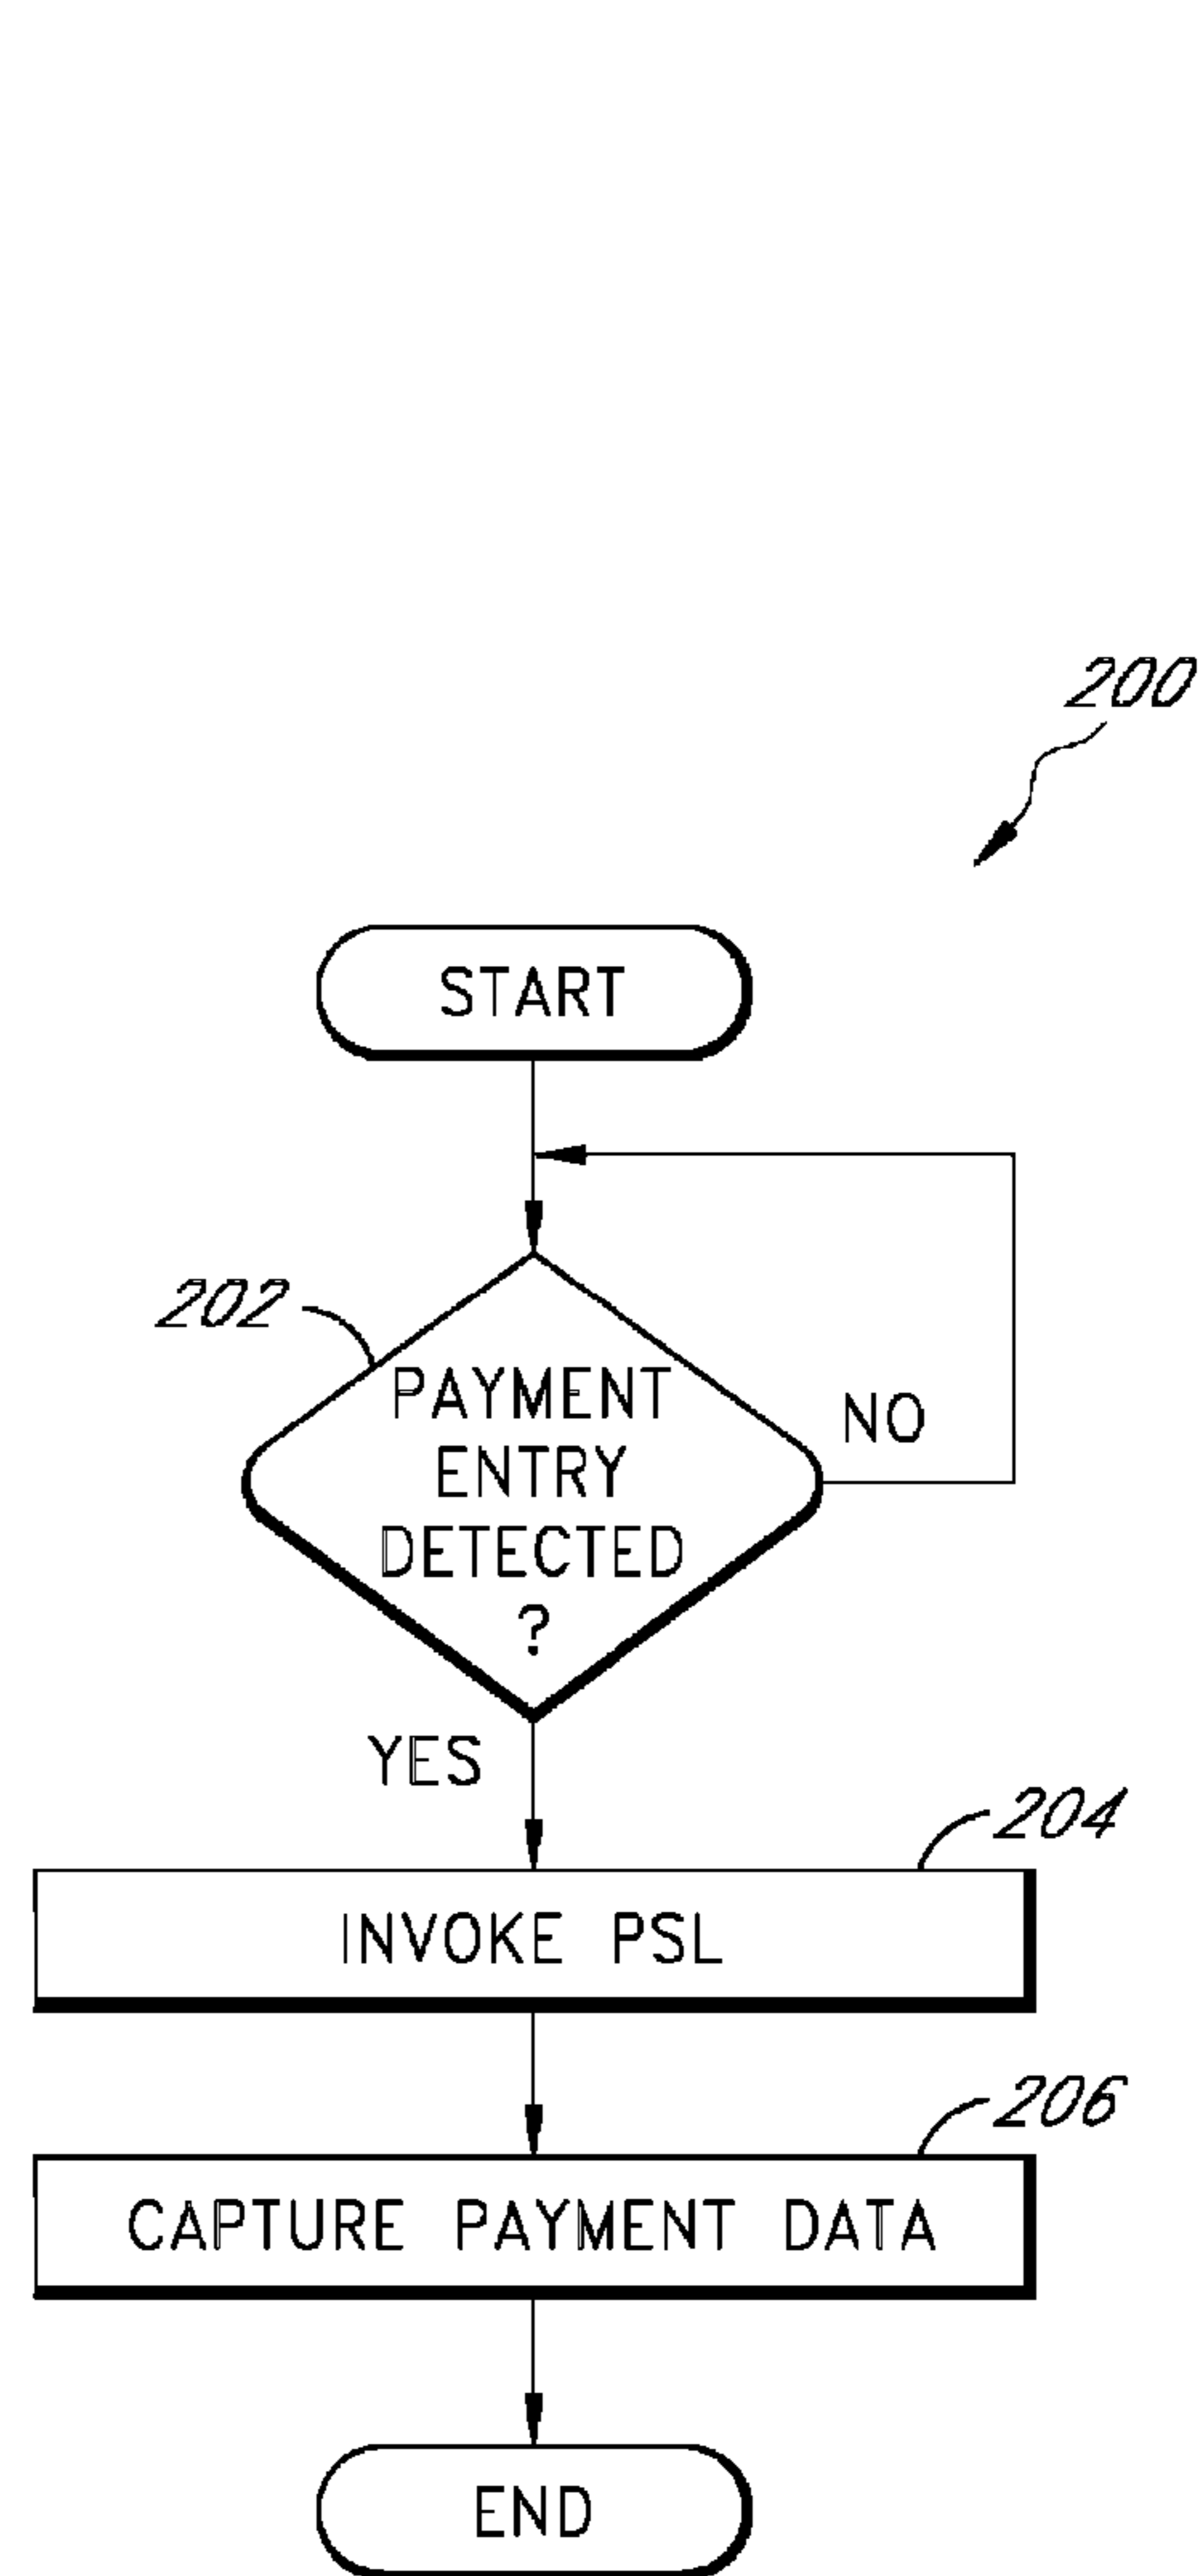 200
START
202
PAYMENT
ENTRY
DETECTED
?
NO
YES
204
INVOKE PSL
206
CAPTURE PAYMENT DATA
END